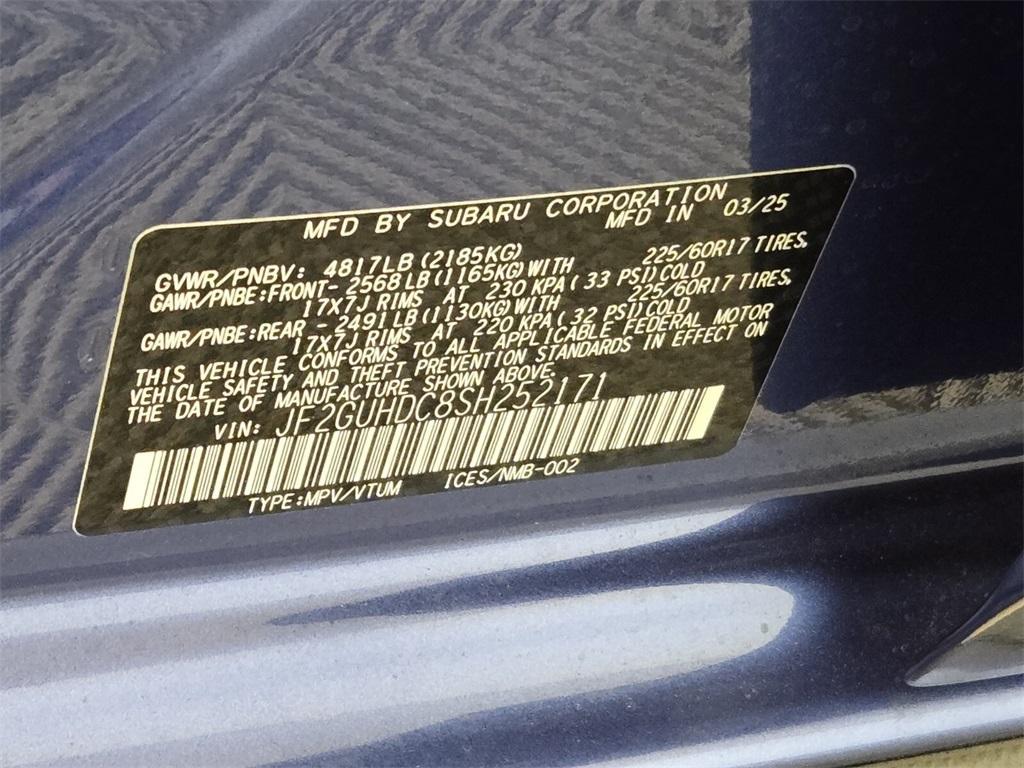 MFD BY SUBARU CORPORATION
MFD IN 03/25
GVWR/PNBV: 4817LB (2185KG)
GAWR/PNBE:FRONT- 2568LB (1165KG) WITH 225/60R17 TIRES,
17X7J RIMS AT 230 KPA ( 33 PSI) COLD
GAWR/PNBE:REAR - 2491LB (1130KG) WITH 225/60R17 TIRES,
17X7J RIMS AT 220 KPA ( 32 PSI) COLD
THIS VEHICLE CONFORMS TO ALL APPLICABLE FEDERAL MOTOR
VEHICLE SAFETY AND THEFT PREVENTION STANDARDS IN EFFECT ON
THE DATE OF MANUFACTURE SHOWN ABOVE.
VIN: JF2GUHDC8SH252171
TYPE:MPV/VTUM ICES/NMB-002